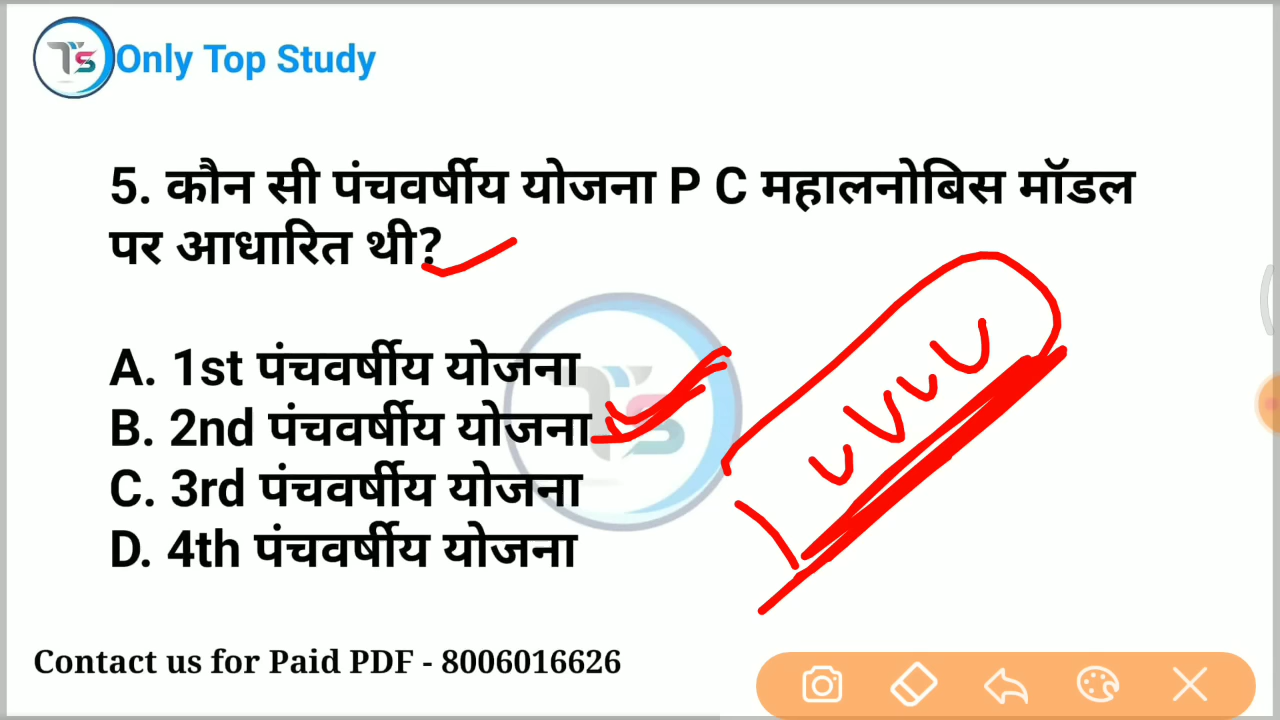 TS Only Top Study
5. कौन सी पंचवर्षीय योजना P C महालनोबिस मॉडल
पर आधारित थी?
A. 1st पंचवर्षीय योजना
B. 2nd पंचवर्षीय योजना
C. 3rd पंचवर्षीय योजना
D. 4th पंचवर्षीय योजना
Contact us for Paid PDF - 8006016626